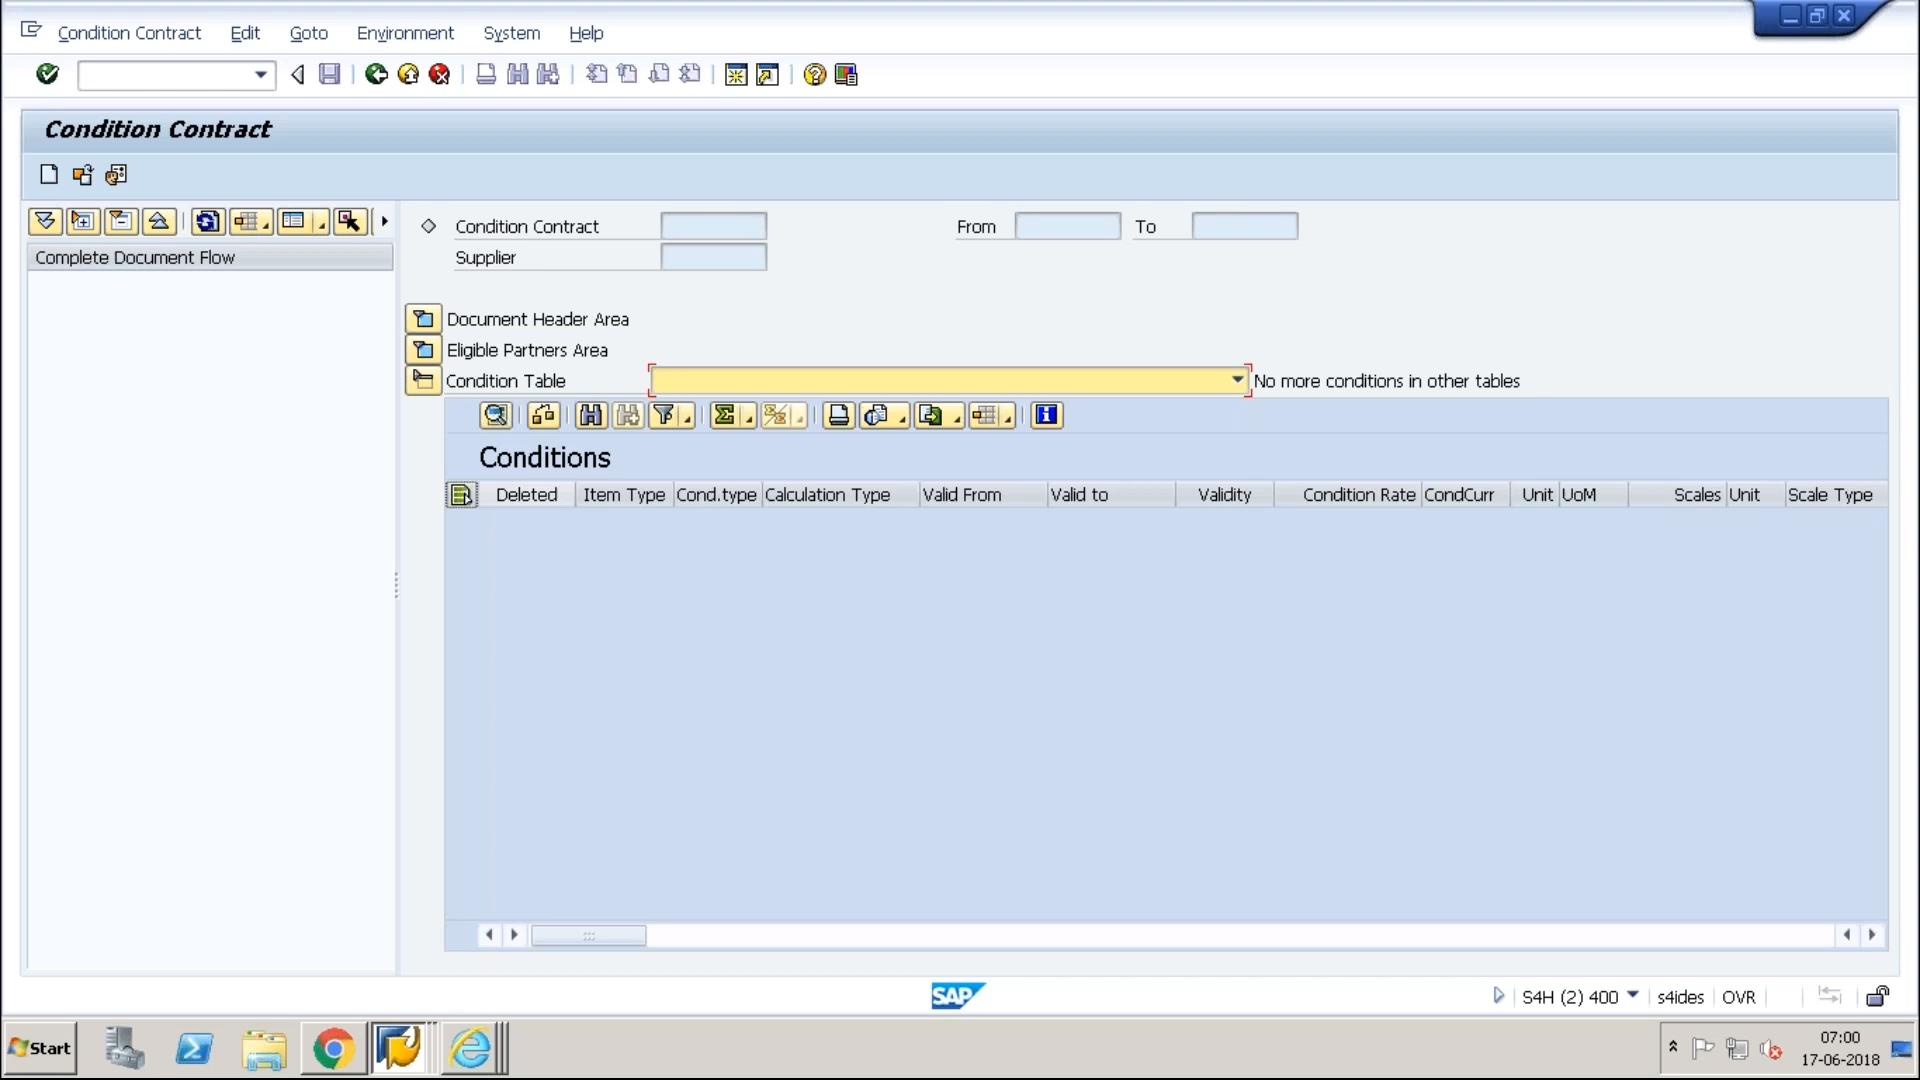 Condition Contract Edit Goto Environment System Help
Condition Contract
Complete Document Flow
Condition Contract From To
Supplier
Document Header Area
Eligible Partners Area
Condition Table No more conditions in other tables
Conditions
Deleted Item Type Cond.type Calculation Type Valid From Valid to Validity Condition Rate CondCurr Unit UoM Scales Unit Scale Type
SAP
S4H (2) 400 s4ides OVR
Start
07:00
17-06-2018